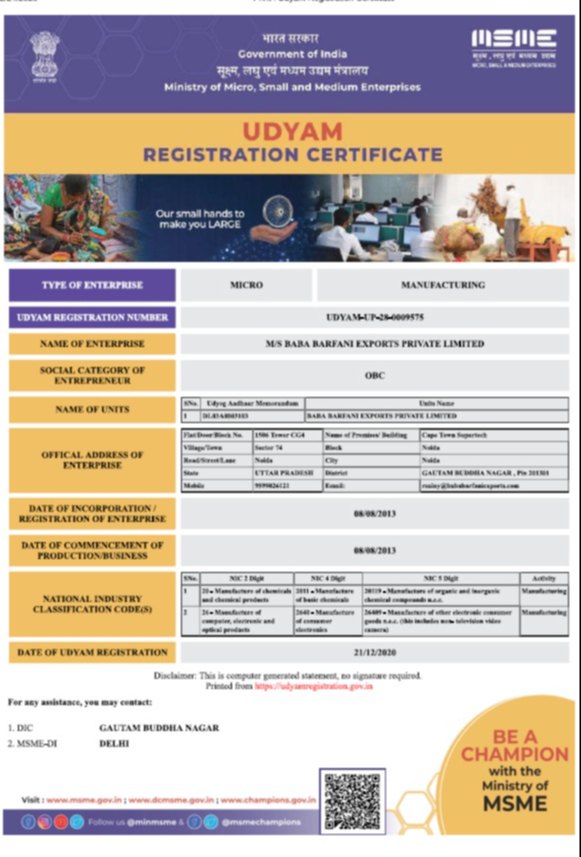 भारत सरकार
Government of India
सूक्ष्म, लघु एवं मध्यम उद्यम मंत्रालय
Ministry of Micro, Small and Medium Enterprises
MSME
सूक्ष्म, लघु एवं मध्यम उद्यम
MICRO, SMALL & MEDIUM ENTERPRISES
UDYAM
REGISTRATION CERTIFICATE
Our small hands to
make you LARGE
TYPE OF ENTERPRISE MICRO MANUFACTURING
UDYAM REGISTRATION NUMBER UDYAM-UP-28-0009575
NAME OF ENTERPRISE M/S BABA BARFANI EXPORTS PRIVATE LIMITED
SOCIAL CATEGORY OF
ENTREPRENEUR
OBC
NAME OF UNITS
SNo. Udyog Aadhaar Memorandum Units Name
1 BABA BARFANI EXPORTS PRIVATE LIMITED
OFFICAL ADDRESS OF
ENTERPRISE
Flat/Door/Block No. 1506 Tower CG4 Name of Premises/ Building Cape Town Supertech
Village/Town Sector 74 Block Noida
Road/Street/Lane Noida City Noida
State UTTAR PRADESH District GAUTAM BUDDHA NAGAR , Pin 201301
Mobile Email:
DATE OF INCORPORATION /
REGISTRATION OF ENTERPRISE
08/08/2013
DATE OF COMMENCEMENT OF
PRODUCTION/BUSINESS
08/08/2013
NATIONAL INDUSTRY
CLASSIFICATION CODE(S)
SNo. NIC 2 Digit NIC 4 Digit NIC 5 Digit Activity
1 20 - Manufacture of chemicals and chemical products 2011 - Manufacture of basic chemicals 20119 - Manufacture of organic and inorganic chemical compounds n.e.c. Manufacturing
2 26 - Manufacture of computer, electronic and optical products 2640 - Manufacture of consumer electronics 26409 - Manufacture of other electronic consumer goods n.e.c. (this includes non- television video camera) Manufacturing
DATE OF UDYAM REGISTRATION 21/12/2020
Disclaimer: This is computer generated statement, no signature required.
Printed from https://udyamregistration.gov.in
For any assistance, you may contact:
1. DIC GAUTAM BUDDHA NAGAR
2. MSME-DI DELHI
BE A
CHAMPION
with the
Ministry of
MSME
Visit : www.msme.gov.in ; www.dcmsme.gov.in ; www.champions.gov.in
Follow us @minmsme & @msmechampions